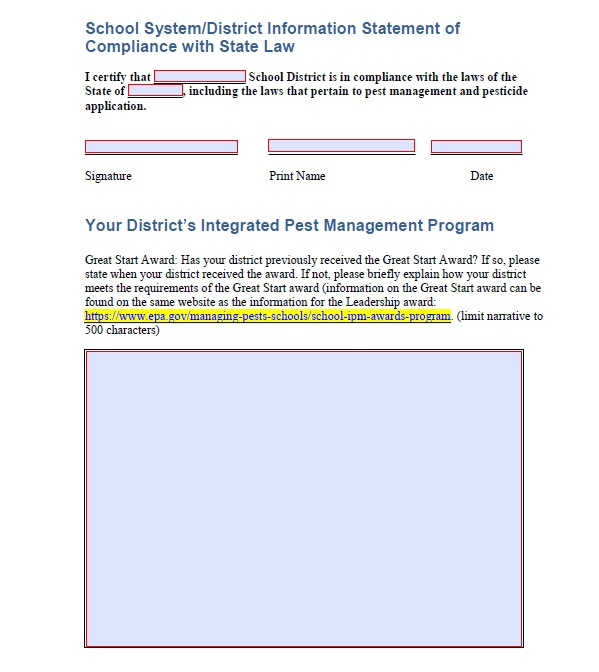 School System/District Information Statement of
Compliance with State Law
I certify that School District is in compliance with the laws of the
State of , including the laws that pertain to pest management and pesticide
application.
Signature Print Name Date
Your District's Integrated Pest Management Program
Great Start Award: Has your district previously received the Great Start Award? If so, please
state when your district received the award. If not, please briefly explain how your district
meets the requirements of the Great Start award (information on the Great Start award can be
found on the same website as the information for the Leadership award:
https://www.epa.gov/managing-pests-schools/school-ipm-awards-program. (limit narrative to
500 characters)